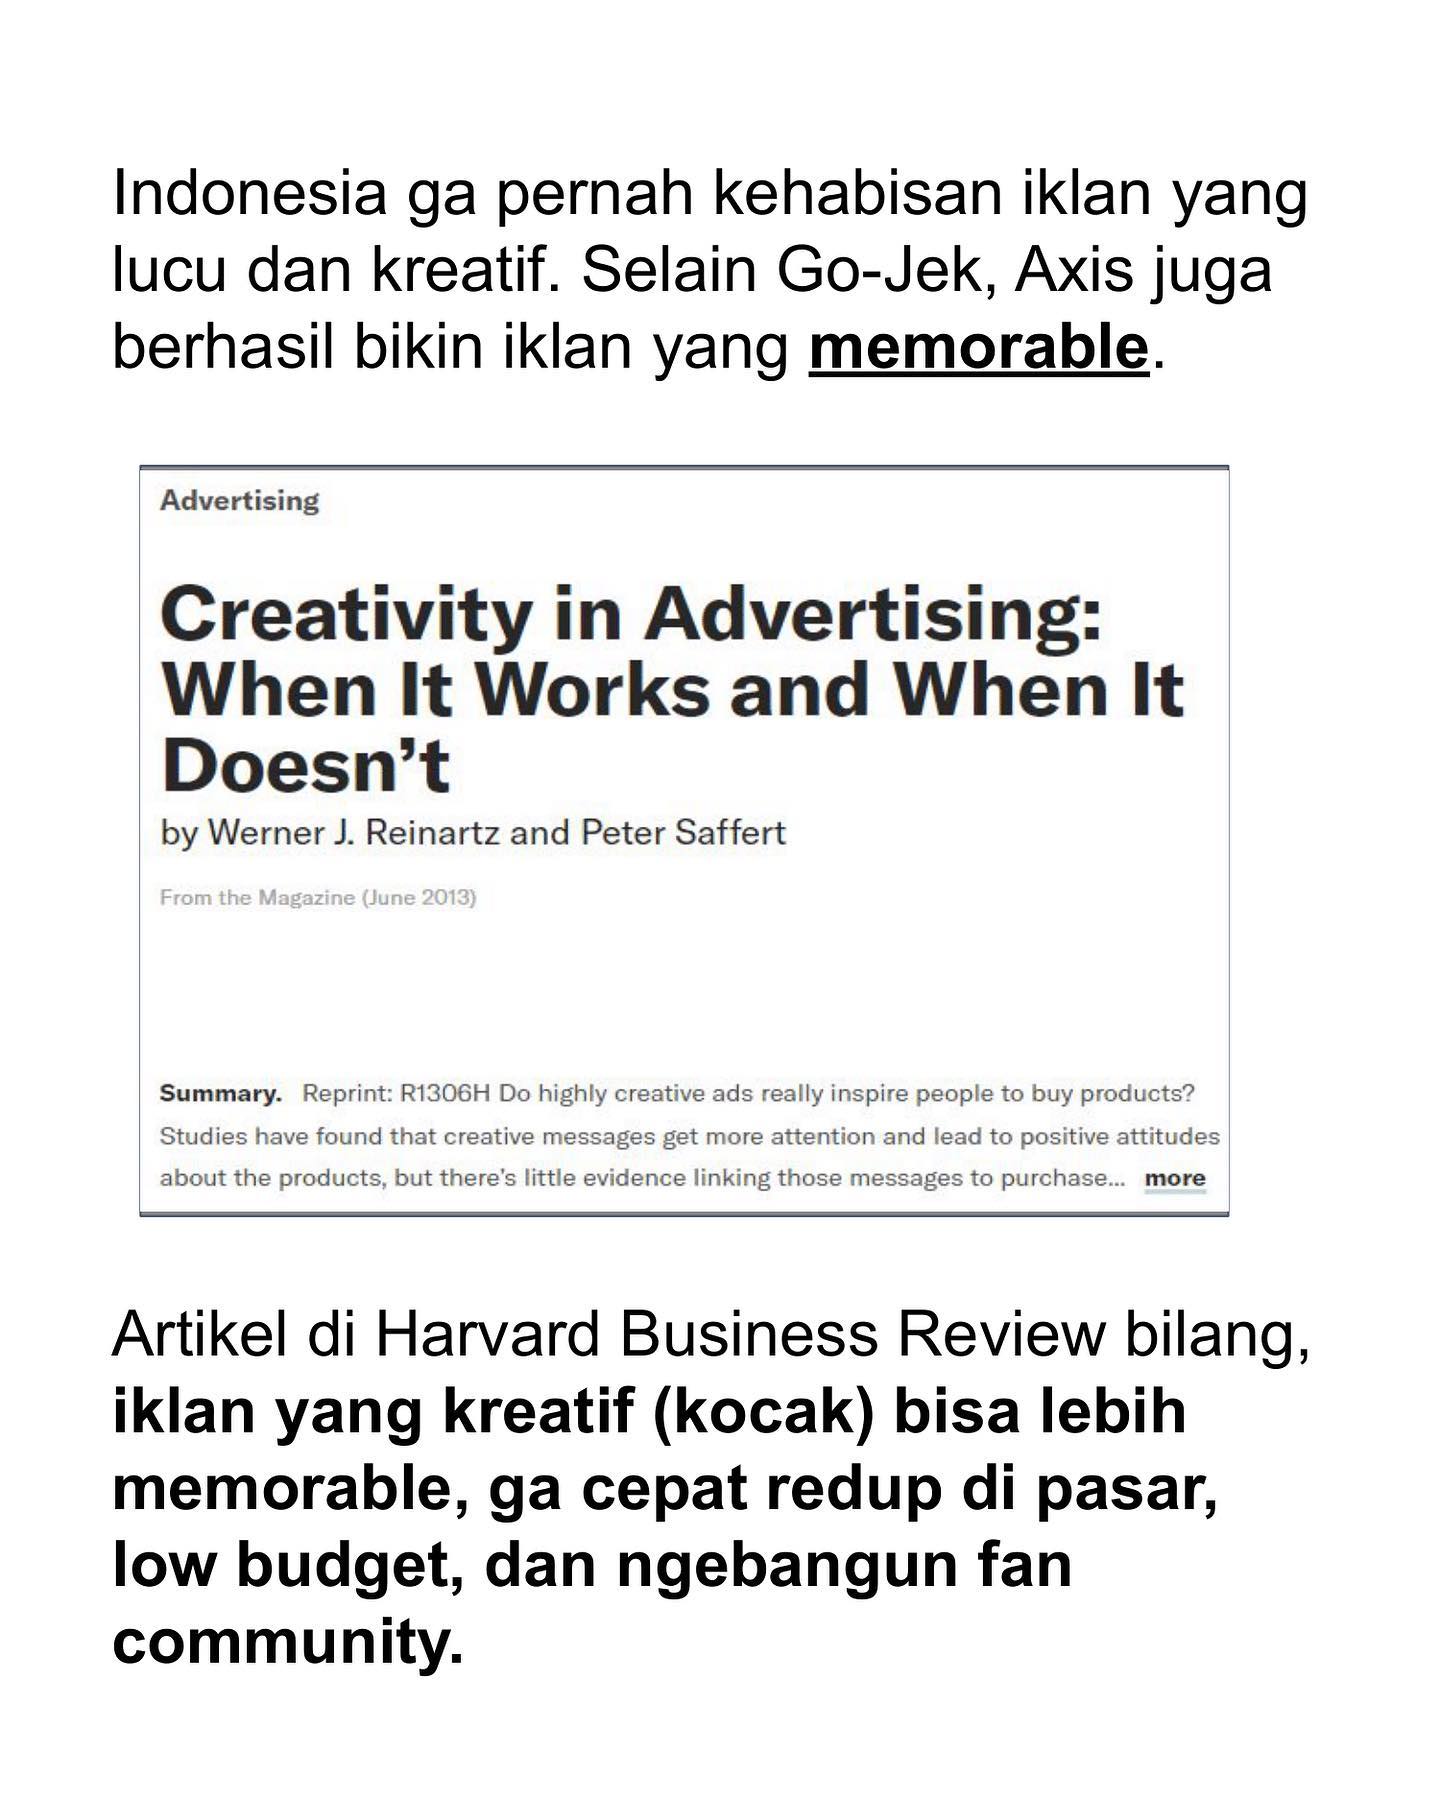 Indonesia ga pernah kehabisan iklan yang
lucu dan kreatif. Selain Go-Jek, Axis juga
berhasil bikin iklan yang memorable.
Advertising
Creativity in Advertising:
When It Works and When It
Doesn’t
by Werner J. Reinartz and Peter Saffert
From the Magazine (June 2013)
Summary. Reprint: R1306H Do highly creative ads really inspire people to buy products?
Studies have found that creative messages get more attention and lead to positive attitudes
about the products, but there’s little evidence linking those messages to purchase... more
Artikel di Harvard Business Review bilang,
iklan yang kreatif (kocak) bisa lebih
memorable, ga cepat redup di pasar,
low budget, dan ngebangun fan
community.